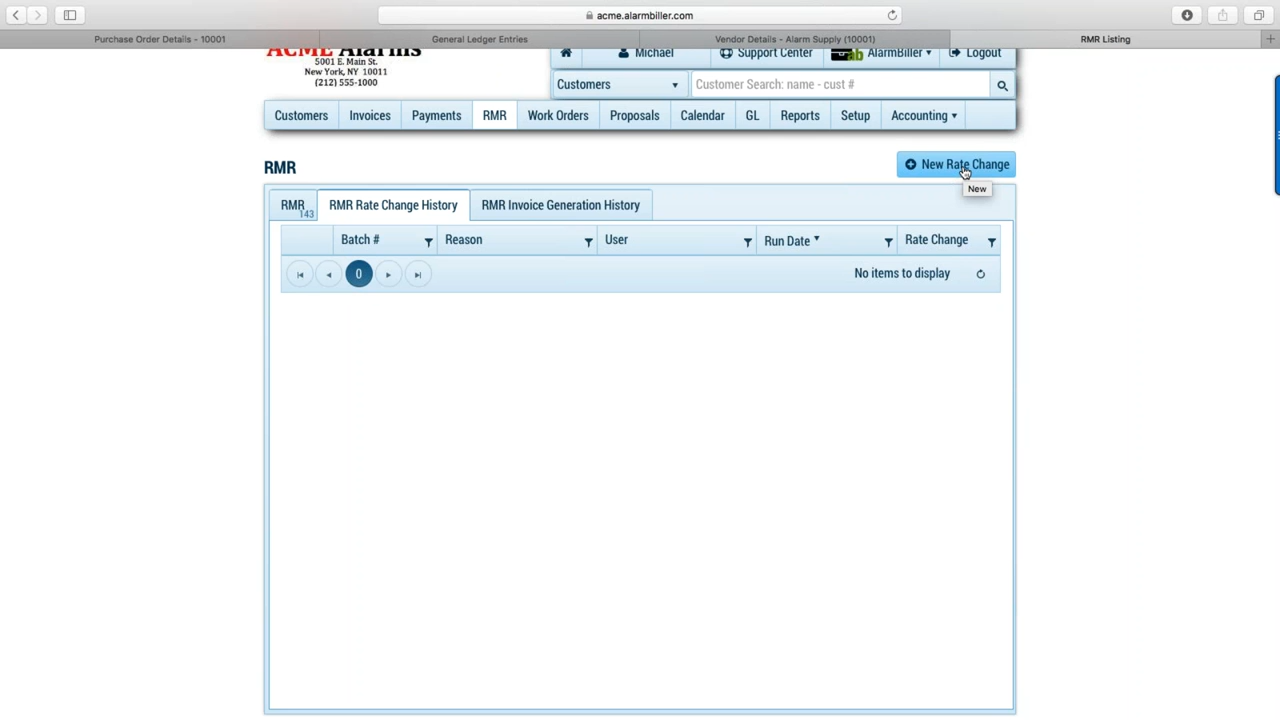 acme.alarmbiller.com
Purchase Order Details - 10001
General Ledger Entries
Vendor Details - Alarm Supply (10001)
RMR Listing
ACME Alarms
5001 E. Main St.
New York, NY 10011
(212) 555-1000
Michael
Support Center
ab AlarmBiller
Logout
Customers
Customer Search: name - cust #
Customers
Invoices
Payments
RMR
Work Orders
Proposals
Calendar
GL
Reports
Setup
Accounting
RMR
New Rate Change
New
RMR 143
RMR Rate Change History
RMR Invoice Generation History
Batch #
Reason
User
Run Date
Rate Change
0
No items to display